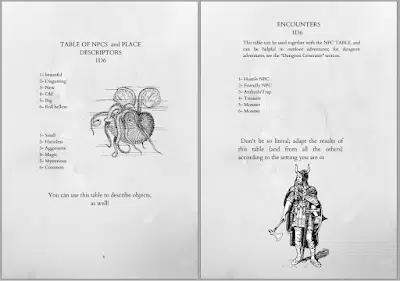 TABLE OF NPCS and PLACE
DESCRIPTORS
1D6
1- beautiful
2- Disgusting
3- New
4- Old
5- Big
6- Full
1- Small
2- Harmless
3- Aggressive
4- Magic
5- Mysterious
6- Common
You can use this table to describe objects,
as well!
ENCOUNTERS
1D6
This table can be used together with the NPC TABLE, and
can be helpful to outdoor adventures; for dungeon
adventures, see the "Dungeon Generator" section.
1- Hostile NPC
2- Friendly NPC
3- Ambush/Trap
4- Treasure
5- Monster
6- Monster
Don't be so literal; adapt the results of
this table (and from all the others)
according to the setting you are in